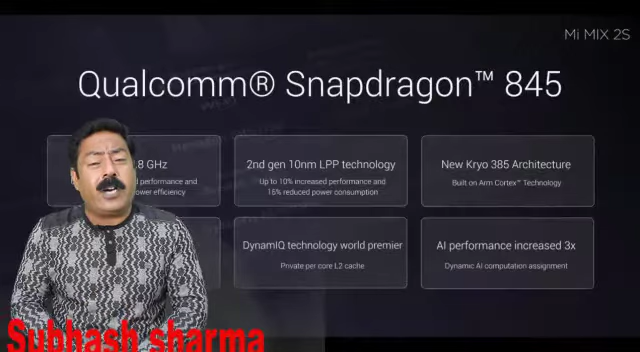 Mi MIX 2S
Qualcomm® Snapdragon™ 845
.8 GHz
performance and
power efficiency
2nd gen 10nm LPP technology
Up to 10% increased performance and
15% reduced power consumption
New Kryo 385 Architecture
Built on Arm Cortex™ Technology
DynamIQ technology world premier
Private per core L2 cache
AI performance increased 3x
Dynamic AI computation assignment
Subhash sharma